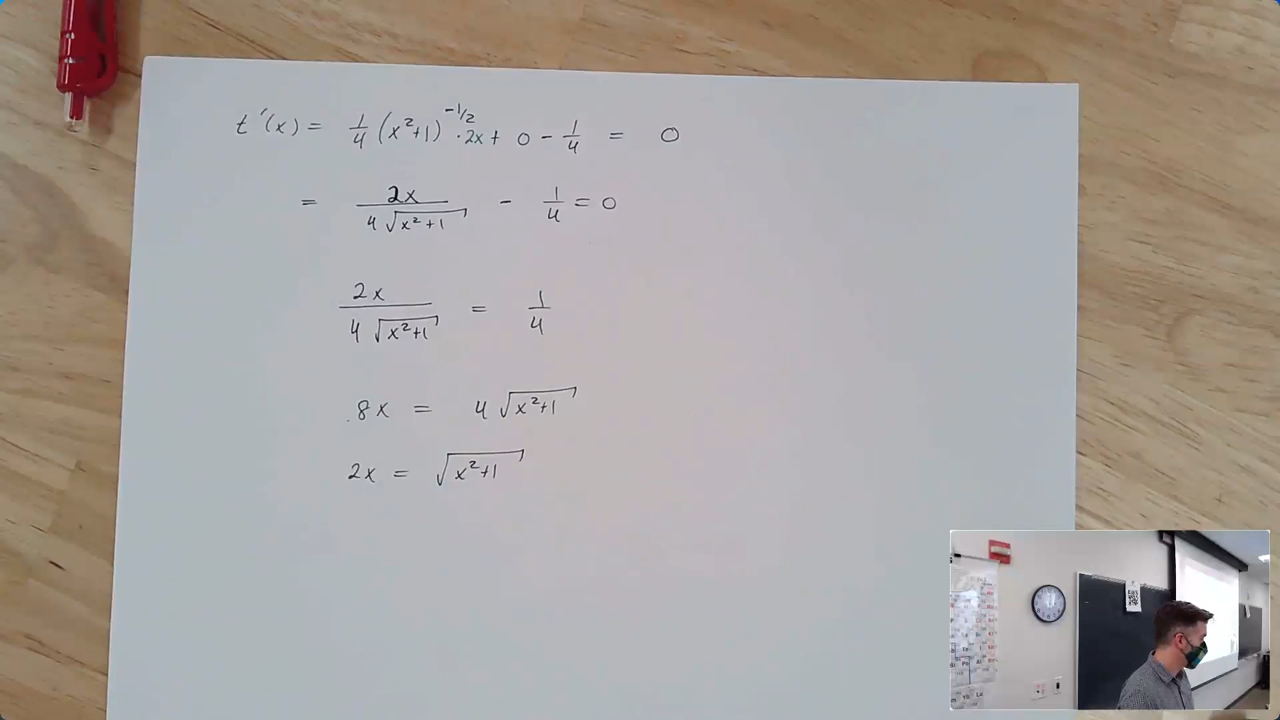 t'(x) = 1/4 (x²+1)^-1/2 · 2x + 0 - 1/4 = 0
= 2x / 4√(x²+1) - 1/4 = 0
2x / 4√(x²+1) = 1/4
8x = 4√(x²+1)
2x = √(x²+1)